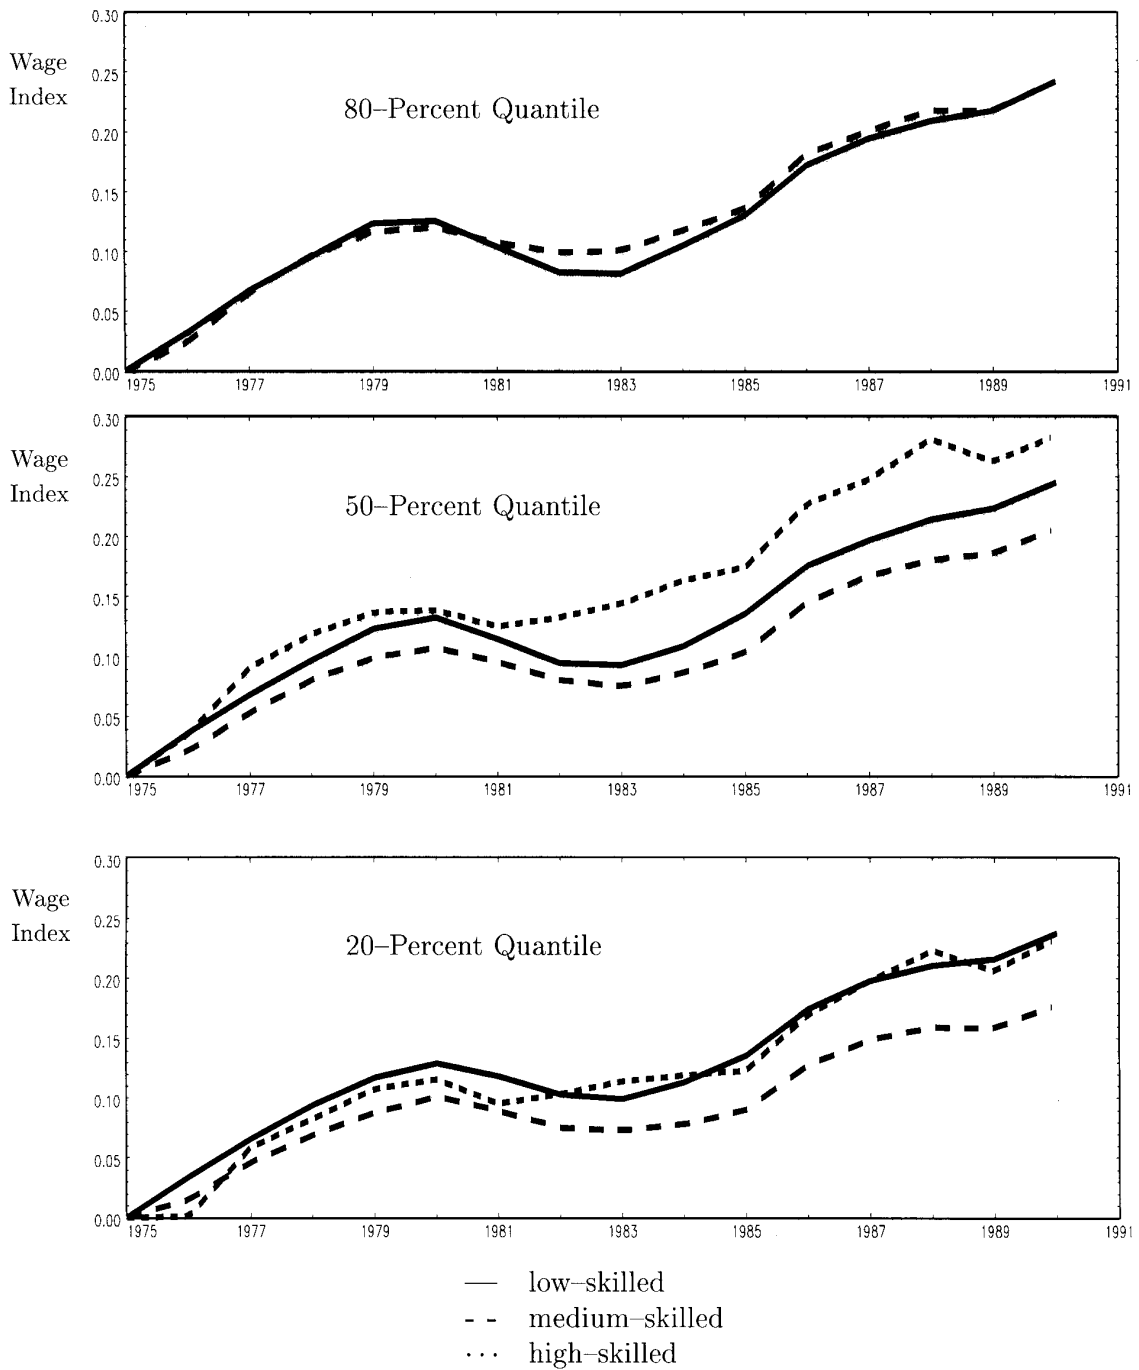 0.30
Wage
Index
0.25
80–Percent Quantile
0.20
0.15
0.10
0.05
0.00
1975 1977 1979 1981 1983 1985 1987 1989 1991
0.30
Wage
Index
0.25
50–Percent Quantile
0.20
0.15
0.10
0.05
0.00
1975 1977 1979 1981 1983 1985 1987 1989 1991
0.30
Wage
Index
0.25
20–Percent Quantile
0.20
0.15
0.10
0.05
0.00
1975 1977 1979 1981 1983 1985 1987 1989 1991
low–skilled
medium–skilled
high–skilled